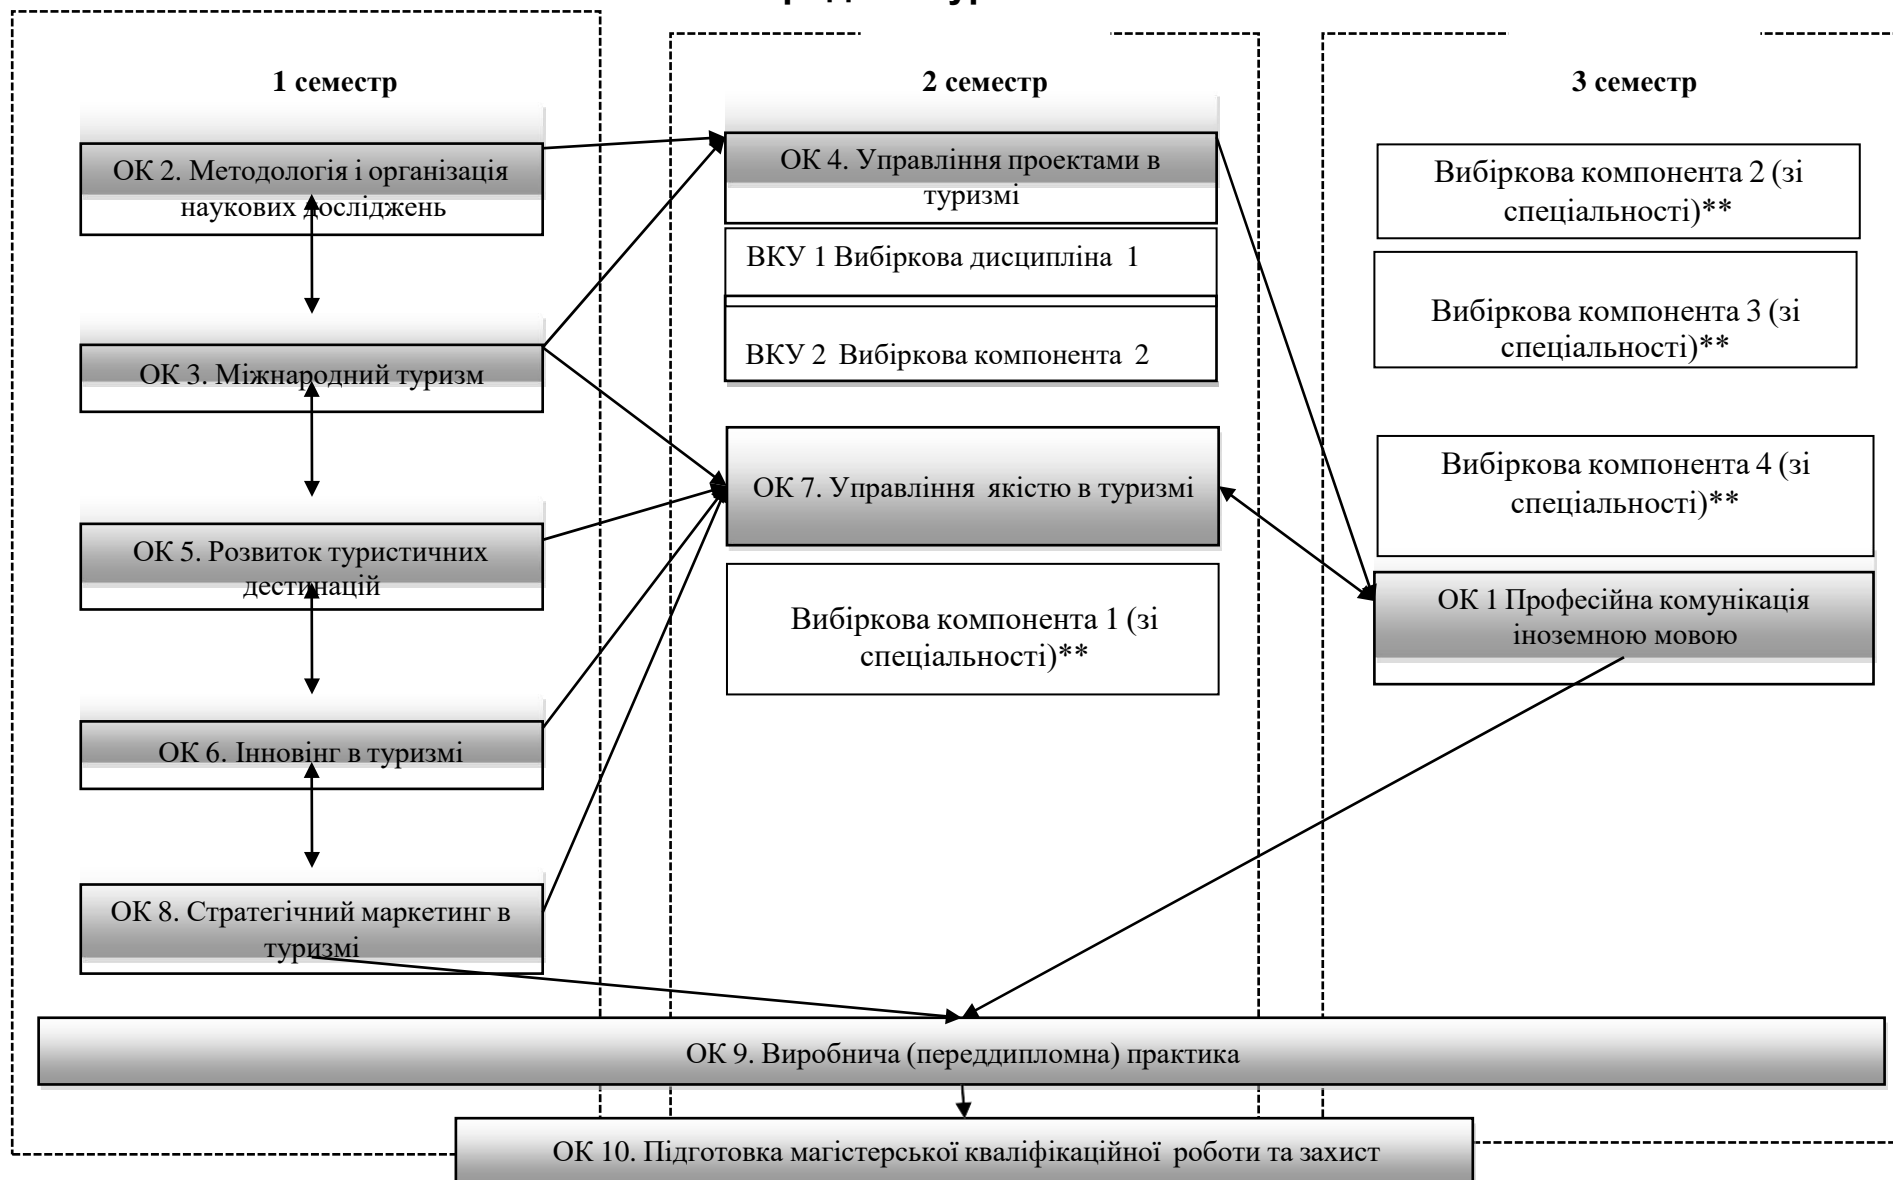 1 семестр
ОК 2. Методологія і організація
наукових досліджень
ОК 3. Міжнародний туризм
ОК 5. Розвиток туристичних
дестинацій
ОК 6. Інновінг в туризмі
ОК 8. Стратегічний маркетинг в
туризмі
2 семестр
ОК 4. Управління проектами в
туризмі
ВКУ 1 Вибіркова дисципліна 1
ВКУ 2 Вибіркова компонента 2
ОК 7. Управління якістю в туризмі
Вибіркова компонента 1 (зі
спеціальності)**
3 семестр
Вибіркова компонента 2 (зі
спеціальності)**
Вибіркова компонента 3 (зі
спеціальності)**
Вибіркова компонента 4 (зі
спеціальності)**
ОК 1 Професійна комунікація
іноземною мовою
ОК 9. Виробнича (переддипломна) практика
ОК 10. Підготовка магістерської кваліфікаційної роботи та захист